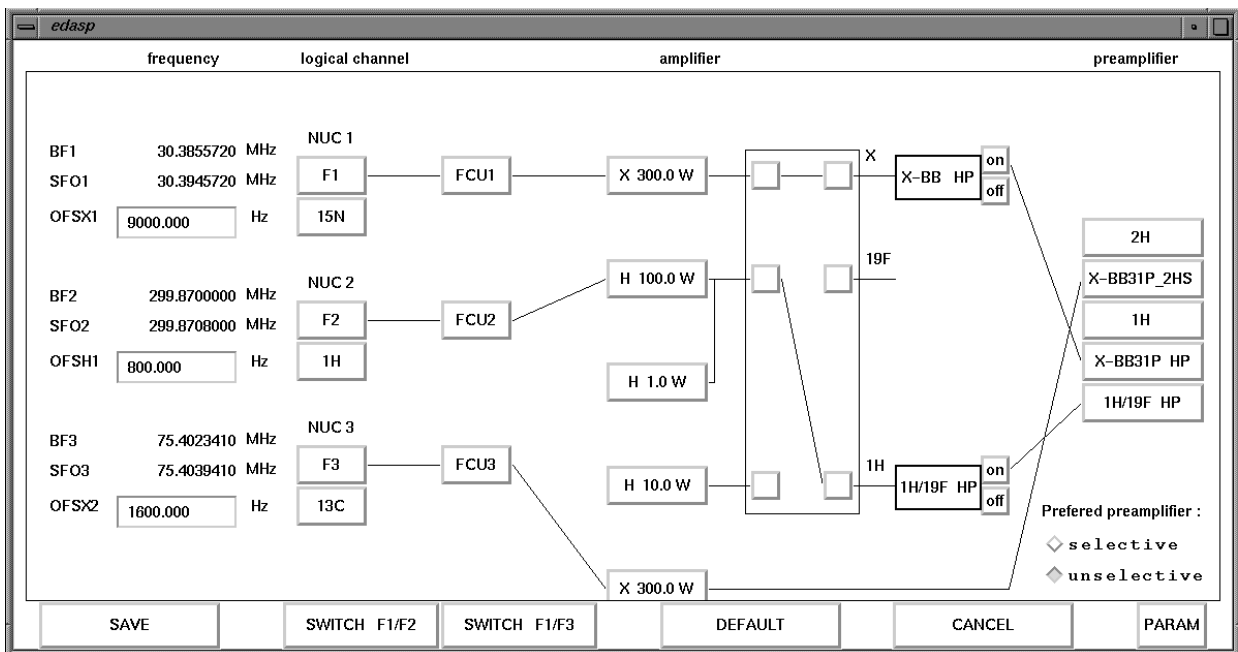 edasp
frequency logical channel amplifier preamplifier
NUC 1
BF1 30.3855720 MHz
SFO1 30.3945720 MHz
F1 FCU1 X 300.0 W X X-BB HP on off
OFSX1 9000.000 Hz
15N
2H
19F
X-BB31P_2HS
NUC 2
BF2 299.8700000 MHz
SFO2 299.8708000 MHz
F2 FCU2 H 100.0 W
1H
OFSH1 800.000 Hz
1H
H 1.0 W
X-BB31P HP
1H/19F HP
NUC 3
BF3 75.4023410 MHz
SFO3 75.4039410 MHz
F3 FCU3 H 10.0 W 1H 1H/19F HP on off
OFSX2 1600.000 Hz
13C
Prefered preamplifier :
selective
unselective
X 300.0 W
SAVE SWITCH F1/F2 SWITCH F1/F3 DEFAULT CANCEL PARAM